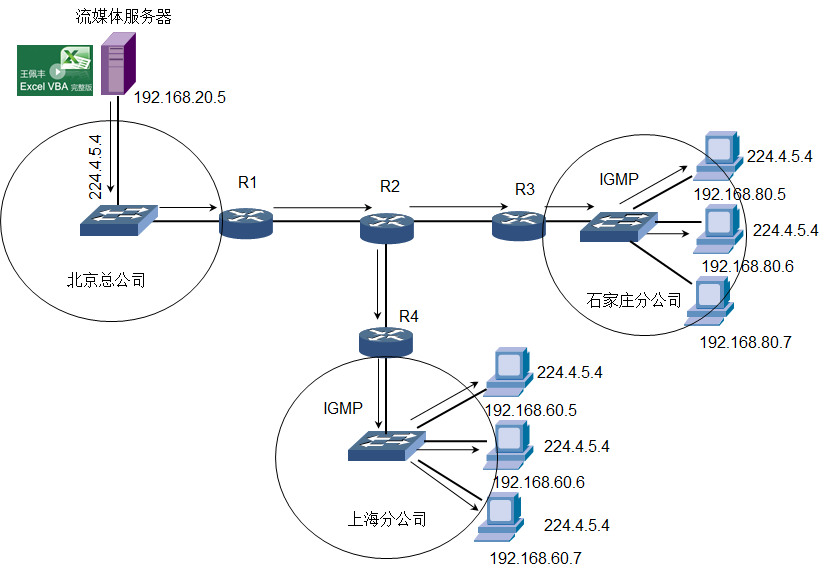 流媒体服务器
王佩丰
Excel VBA 完整版
192.168.20.5
224.4.5.4
R1
R2
R3
IGMP
224.4.5.4
192.168.80.5
224.4.5.4
192.168.80.6
北京总公司
石家庄分公司
192.168.80.7
R4
224.4.5.4
IGMP
192.168.60.5
224.4.5.4
192.168.60.6
上海分公司
224.4.5.4
192.168.60.7